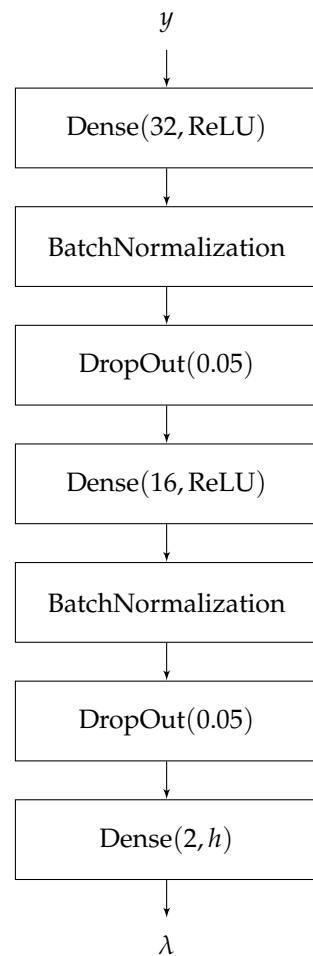 y
Dense(32, ReLU)
BatchNormalization
DropOut(0.05)
Dense(16, ReLU)
BatchNormalization
DropOut(0.05)
Dense(2, h)
λ